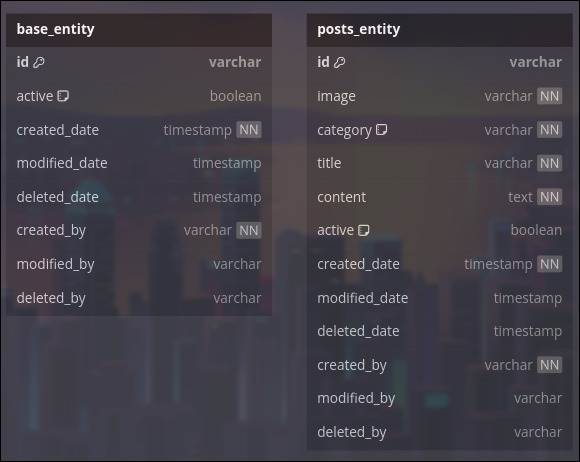 base_entity
id varchar
active boolean
created_date timestamp NN
modified_date timestamp
deleted_date timestamp
created_by varchar NN
modified_by varchar
deleted_by varchar
posts_entity
id varchar
image varchar NN
category varchar NN
title varchar NN
content text NN
active boolean
created_date timestamp NN
modified_date timestamp
deleted_date timestamp
created_by varchar NN
modified_by varchar
deleted_by varchar